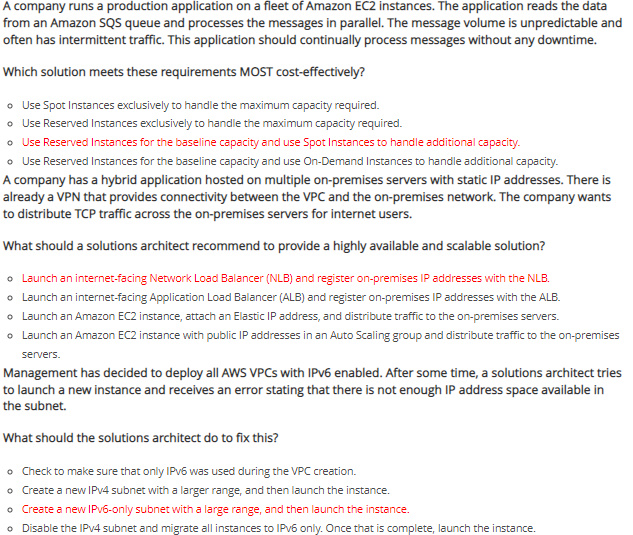 A company runs a production application on a fleet of Amazon EC2 instances. The application reads the data
from an Amazon SQS queue and processes the messages in parallel. The message volume is unpredictable and
often has intermittent traffic. This application should continually process messages without any downtime.
Which solution meets these requirements MOST cost-effectively?
Use Spot Instances exclusively to handle the maximum capacity required.
Use Reserved Instances exclusively to handle the maximum capacity required.
Use Reserved Instances for the baseline capacity and use Spot Instances to handle additional capacity.
Use Reserved Instances for the baseline capacity and use On-Demand Instances to handle additional capacity.
A company has a hybrid application hosted on multiple on-premises servers with static IP addresses. There is
already a VPN that provides connectivity between the VPC and the on-premises network. The company wants
to distribute TCP traffic across the on-premises servers for internet users.
What should a solutions architect recommend to provide a highly available and scalable solution?
Launch an internet-facing Network Load Balancer (NLB) and register on-premises IP addresses with the NLB.
Launch an internet-facing Application Load Balancer (ALB) and register on-premises IP addresses with the ALB.
Launch an Amazon EC2 instance, attach an Elastic IP address, and distribute traffic to the on-premises servers.
Launch an Amazon EC2 instance with public IP addresses in an Auto Scaling group and distribute traffic to the on-premises
servers.
Management has decided to deploy all AWS VPCs with IPv6 enabled. After some time, a solutions architect tries
to launch a new instance and receives an error stating that there is not enough IP address space available in
the subnet.
What should the solutions architect do to fix this?
Check to make sure that only IPv6 was used during the VPC creation.
Create a new IPv4 subnet with a larger range, and then launch the instance.
Create a new IPv6-only subnet with a large range, and then launch the instance.
Disable the IPv4 subnet and migrate all instances to IPv6 only. Once that is complete, launch the instance.